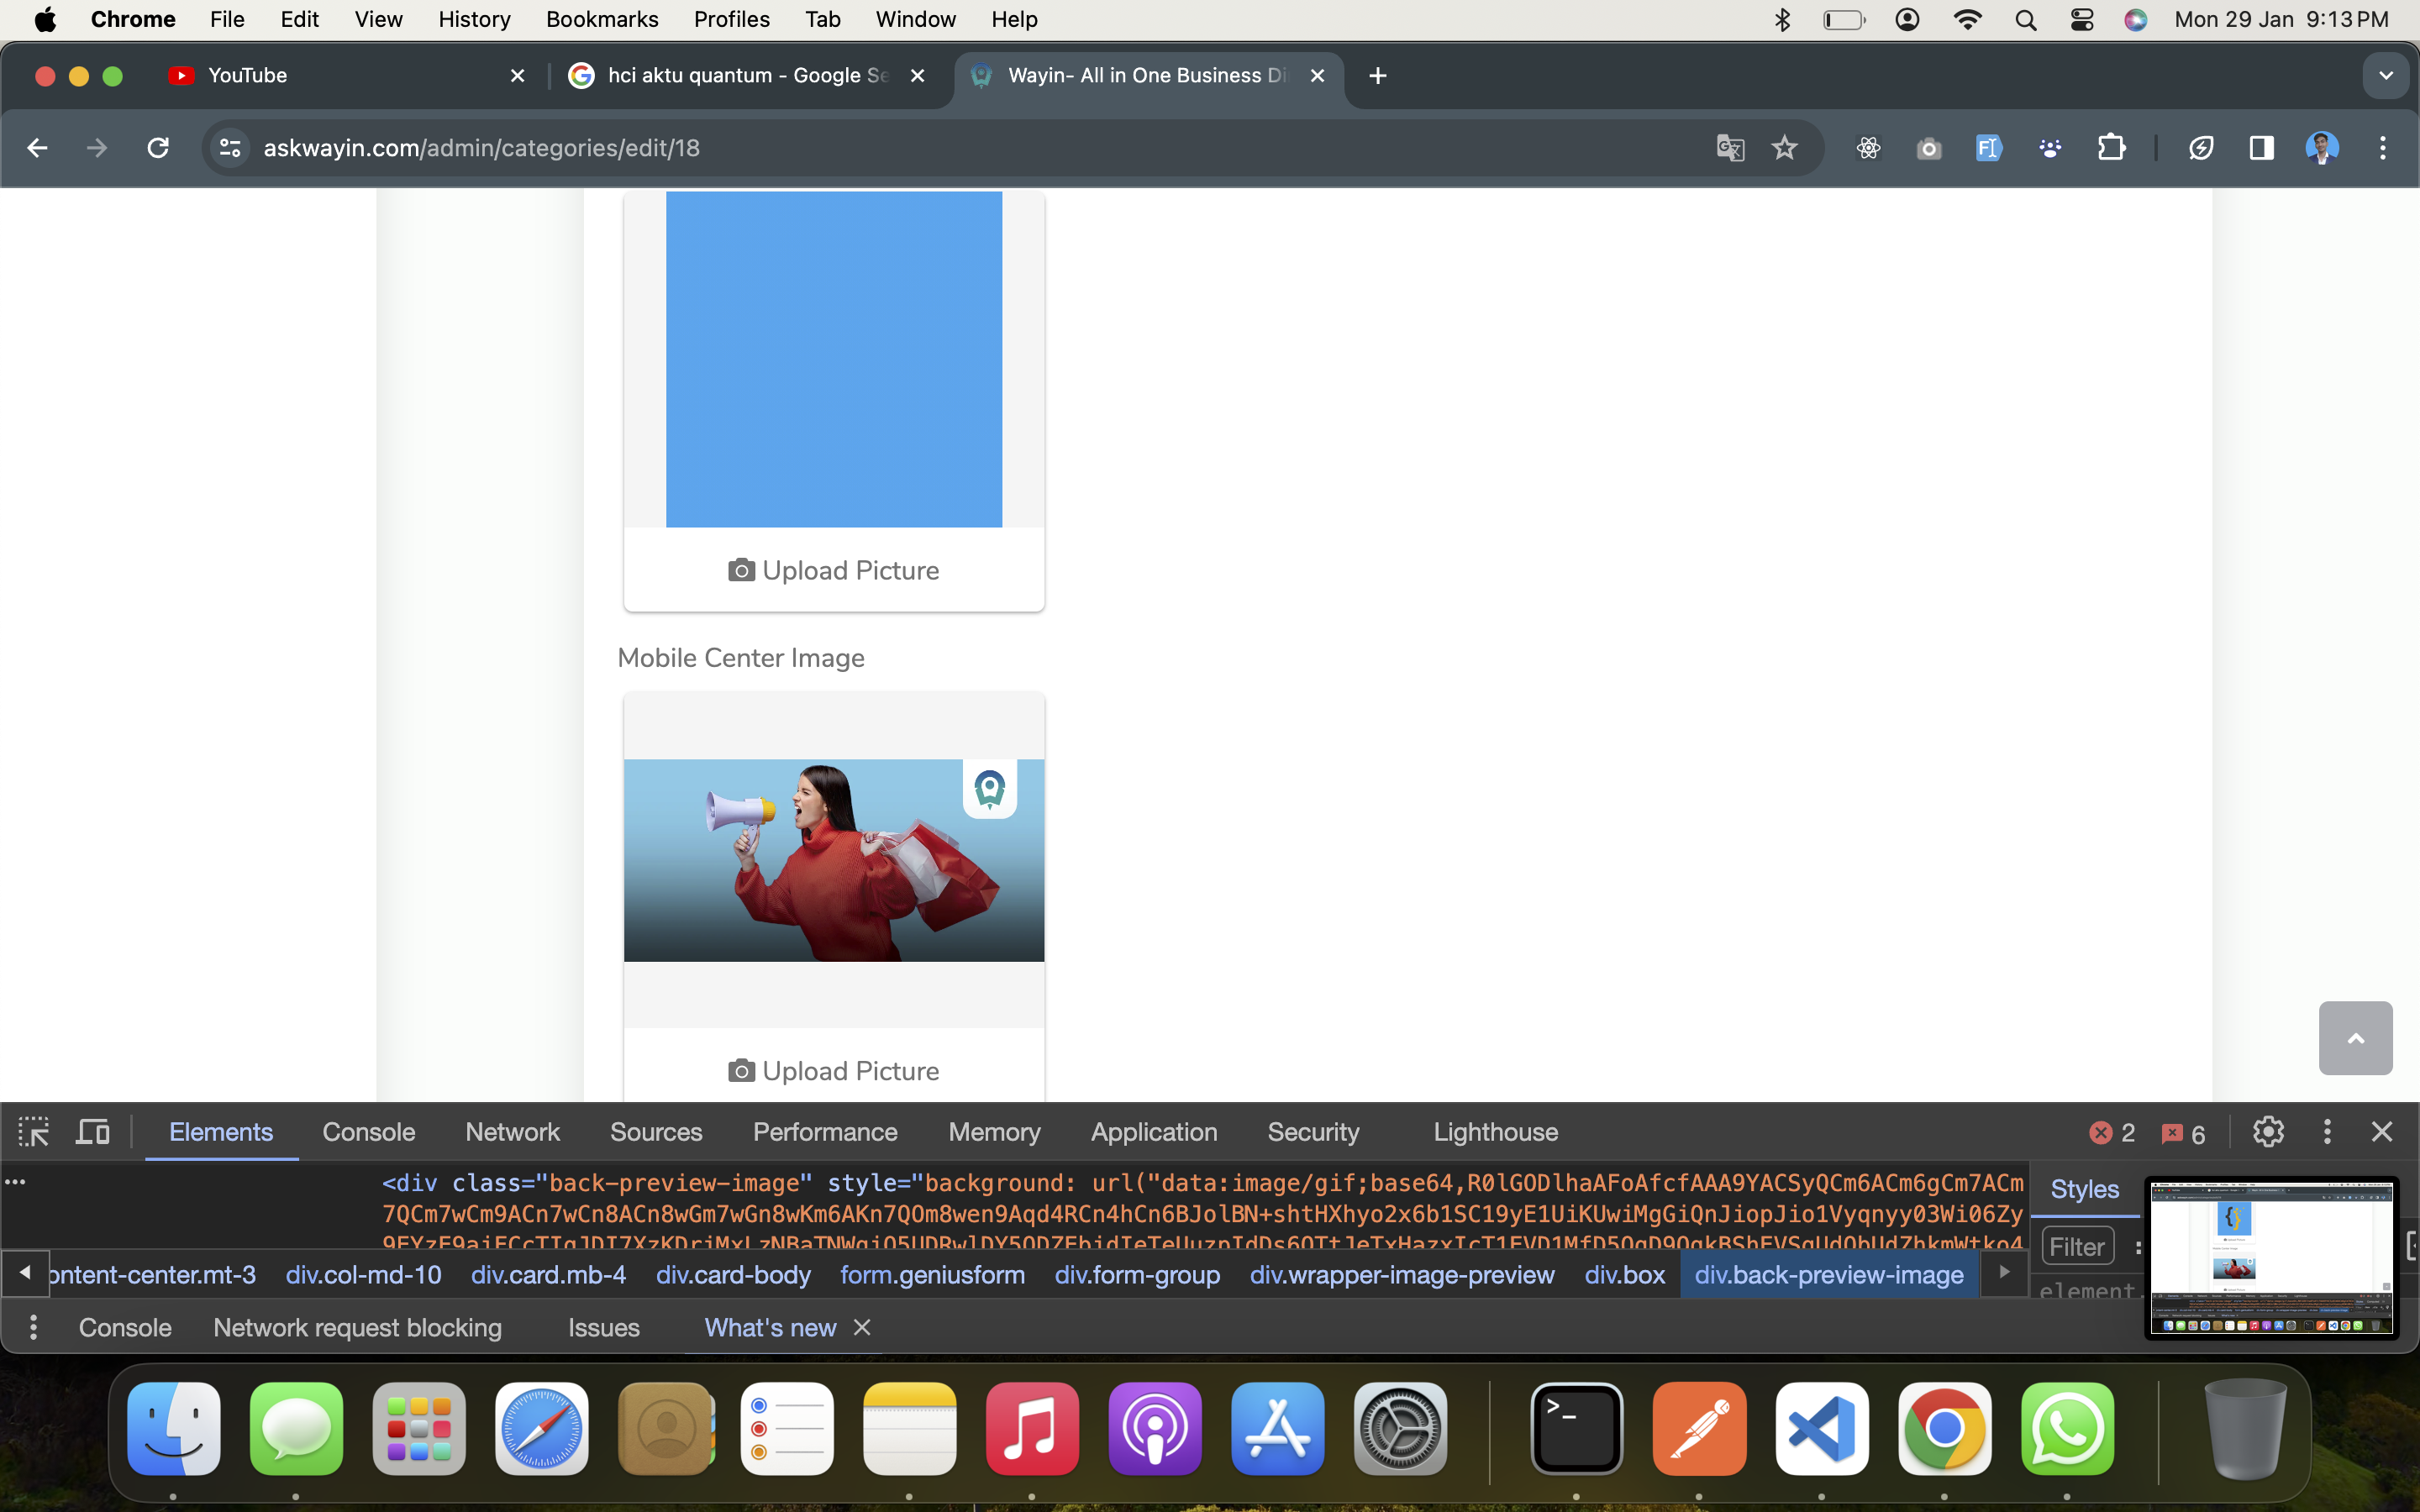 Chrome File Edit View History Bookmarks Profiles Tab Window Help Mon 29 Jan 9:13 PM
YouTube hci aktu quantum - Google Se Wayin- All in One Business Di
askwayin.com/admin/categories/edit/18
Upload Picture
Mobile Center Image
Upload Picture
Elements Console Network Sources Performance Memory Application Security Lighthouse 2 6
<div class="back-preview-image" style="background: url("data:image/gif;base64,R0lGODlhaAFoAfcfAAA9YACSyQCm6ACm6gCm7ACm
7QCm7wCm9ACn7wCn8ACn8wGm7wGn8wKm6AKn7QOm8wen9Aqd4RCn4hCn6BJolBN+shtHXhyo2x6b1SC19yE1UiKUwiMgGiQnJiopJio1Vyqnyy03Wi06Zy
Styles
Filter :
ontent-center.mt-3 div.col-md-10 div.card.mb-4 div.card-body form.geniusform div.form-group div.wrapper-image-preview div.box div.back-preview-image
element.
Console Network request blocking Issues What's new